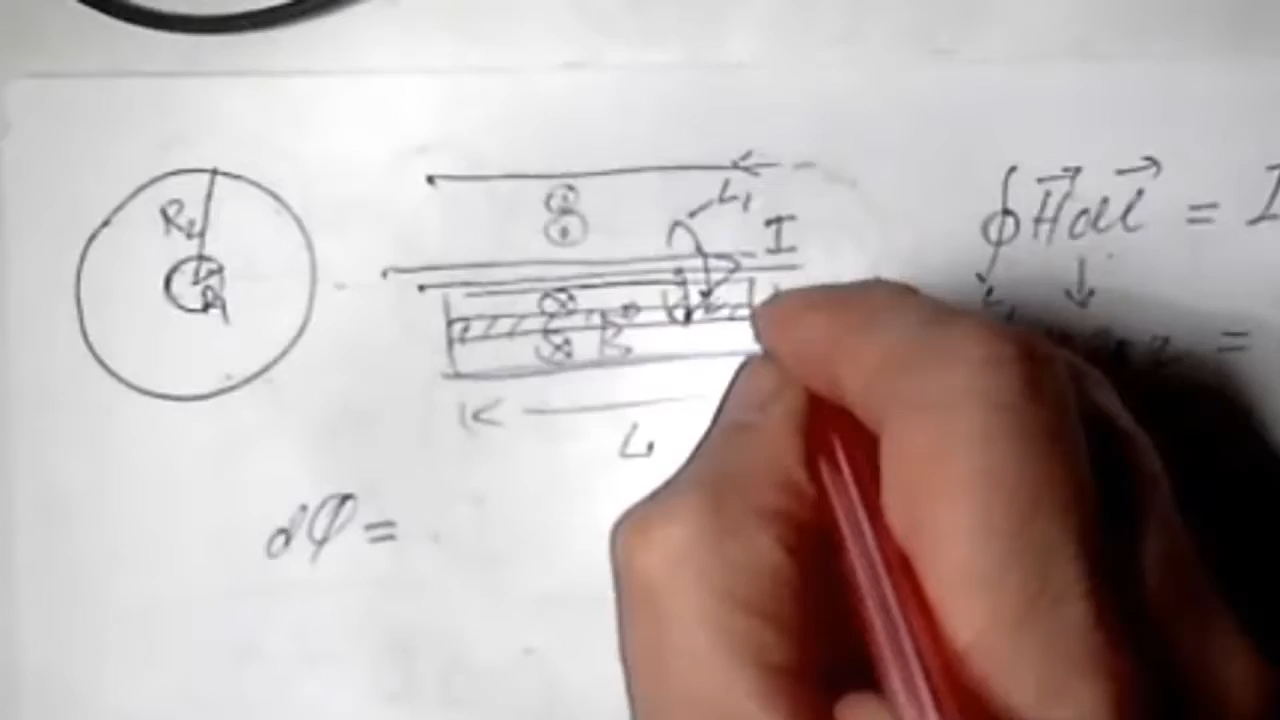 R₂
R₁
L₁
I
B
L
∮ H⃗ dl⃗ = I
=
dΦ =